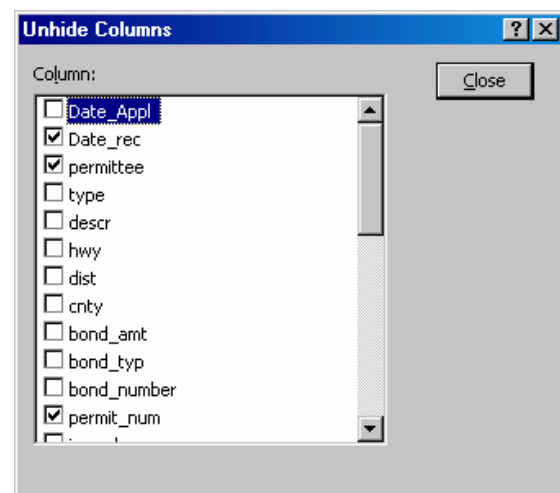 Unhide Columns
Column:
Close
Date_Appl
Date_rec
permittee
type
descr
hwy
dist
cnty
bond_amt
bond_typ
bond_number
permit_num